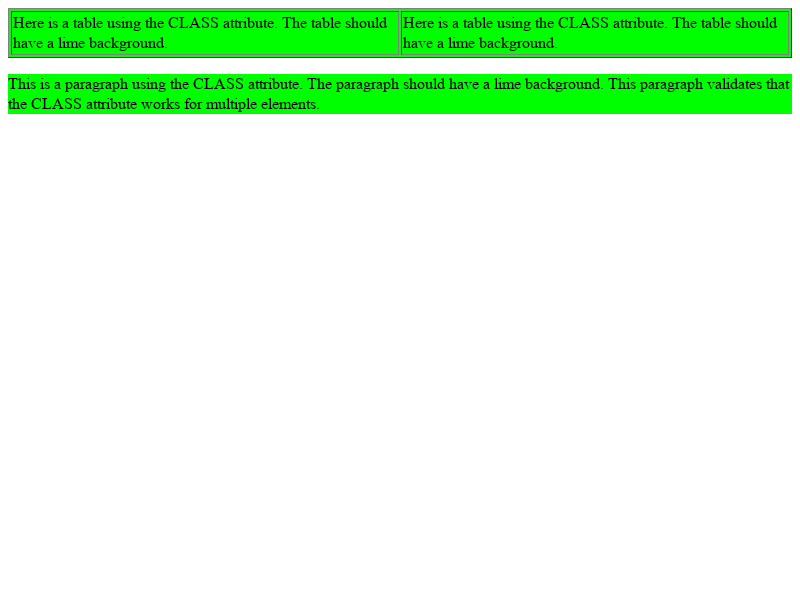 Here is a table using the CLASS attribute. The table should
have a lime background.
Here is a table using the CLASS attribute. The table should
have a lime background.
This is a paragraph using the CLASS attribute. The paragraph should have a lime background. This paragraph validates that
the CLASS attribute works for multiple elements.